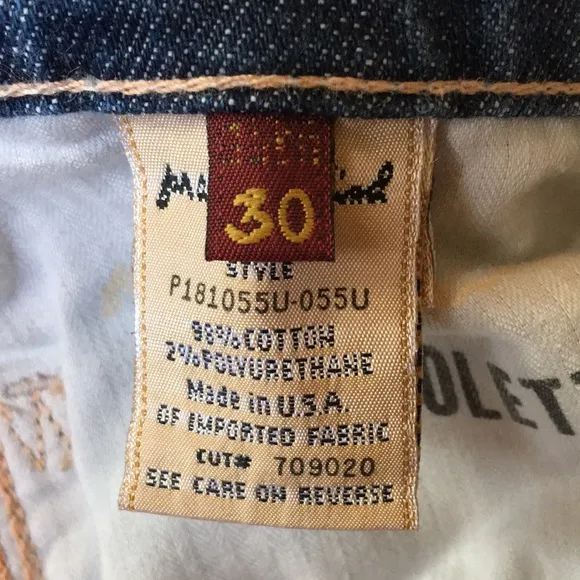 30
STYLE
P181055U-055U
98% COTTON
2% POLYURETHANE
Made in U.S.A.
OF IMPORTED FABRIC
CUT# 709020
SEE CARE ON REVERSE